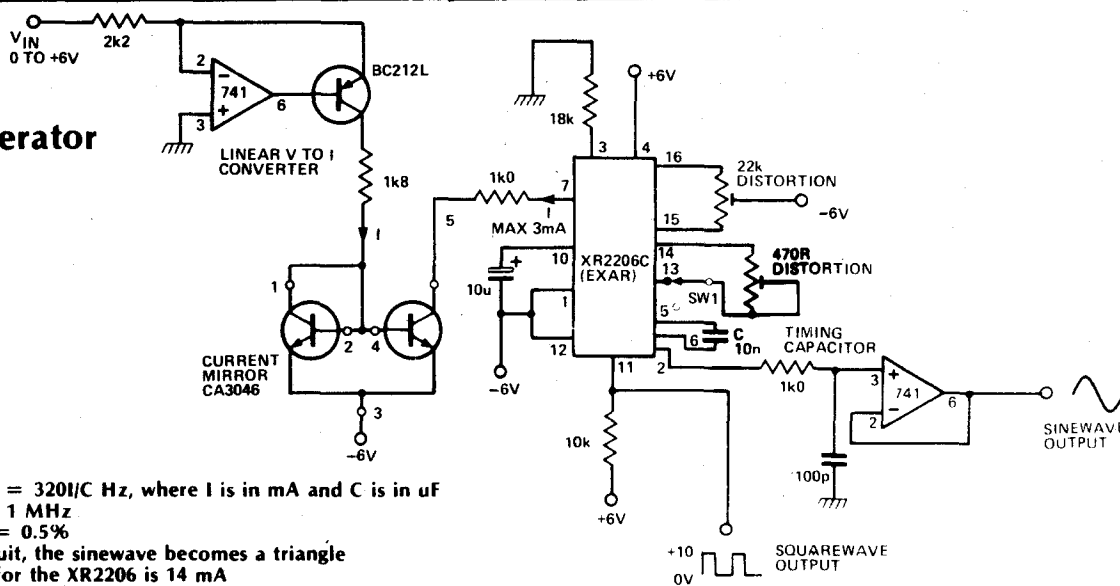 VIN
0 TO +6V
2k2
2
3
741
6
BC212L
LINEAR V TO I
CONVERTER
erator
1k8
I
1
2
4
5
CURRENT
MIRROR
CA3046
3
−6V
1k0
7
I
MAX 3mA
10u
+
10
1
12
−6V
18k
3
4
+6V
XR2206C
(EXAR)
16
15
22k
DISTORTION
−6V
14
13
470R
DISTORTION
SW1
5
6
C
10n
TIMING
CAPACITOR
2
11
10k
+6V
1k0
100p
3
2
741
6
SINEWAVE
OUTPUT
+10
0V
SQUAREWAVE
OUTPUT
= 320I/C Hz, where I is in mA and C is in uF
1 MHz
= 0.5%
uit, the sinewave becomes a triangle
or the XR2206 is 14 mA